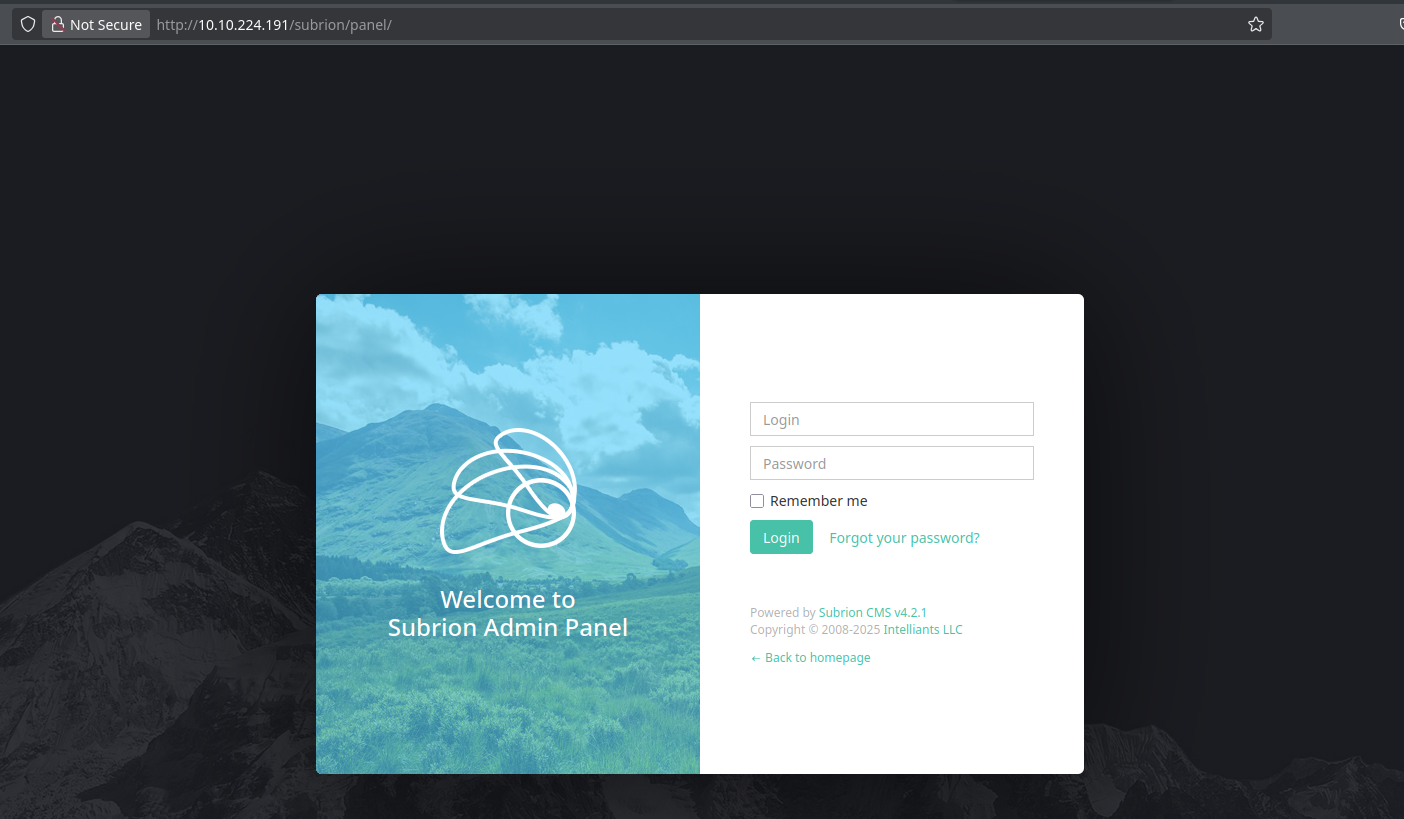 Not Secure http://10.10.224.191/subrion/panel/
Welcome to
Subrion Admin Panel
Login
Password
Remember me
Login Forgot your password?
Powered by Subrion CMS v4.2.1
Copyright © 2008-2025 Intelliants LLC
← Back to homepage